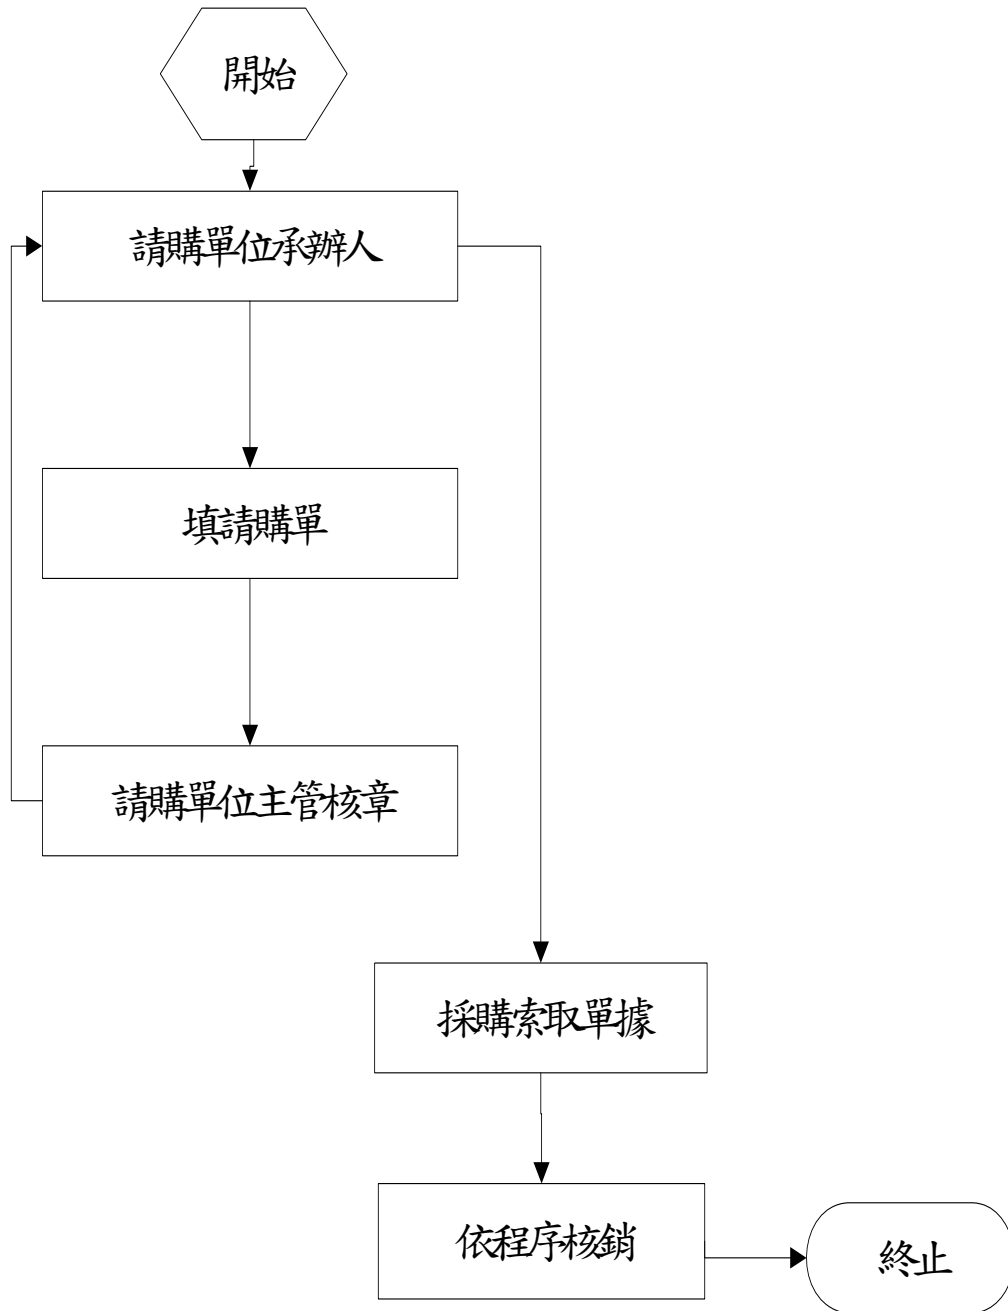 開始
請購單位承辦人
填請購單
請購單位主管核章
採購索取單據
依程序核銷
終止